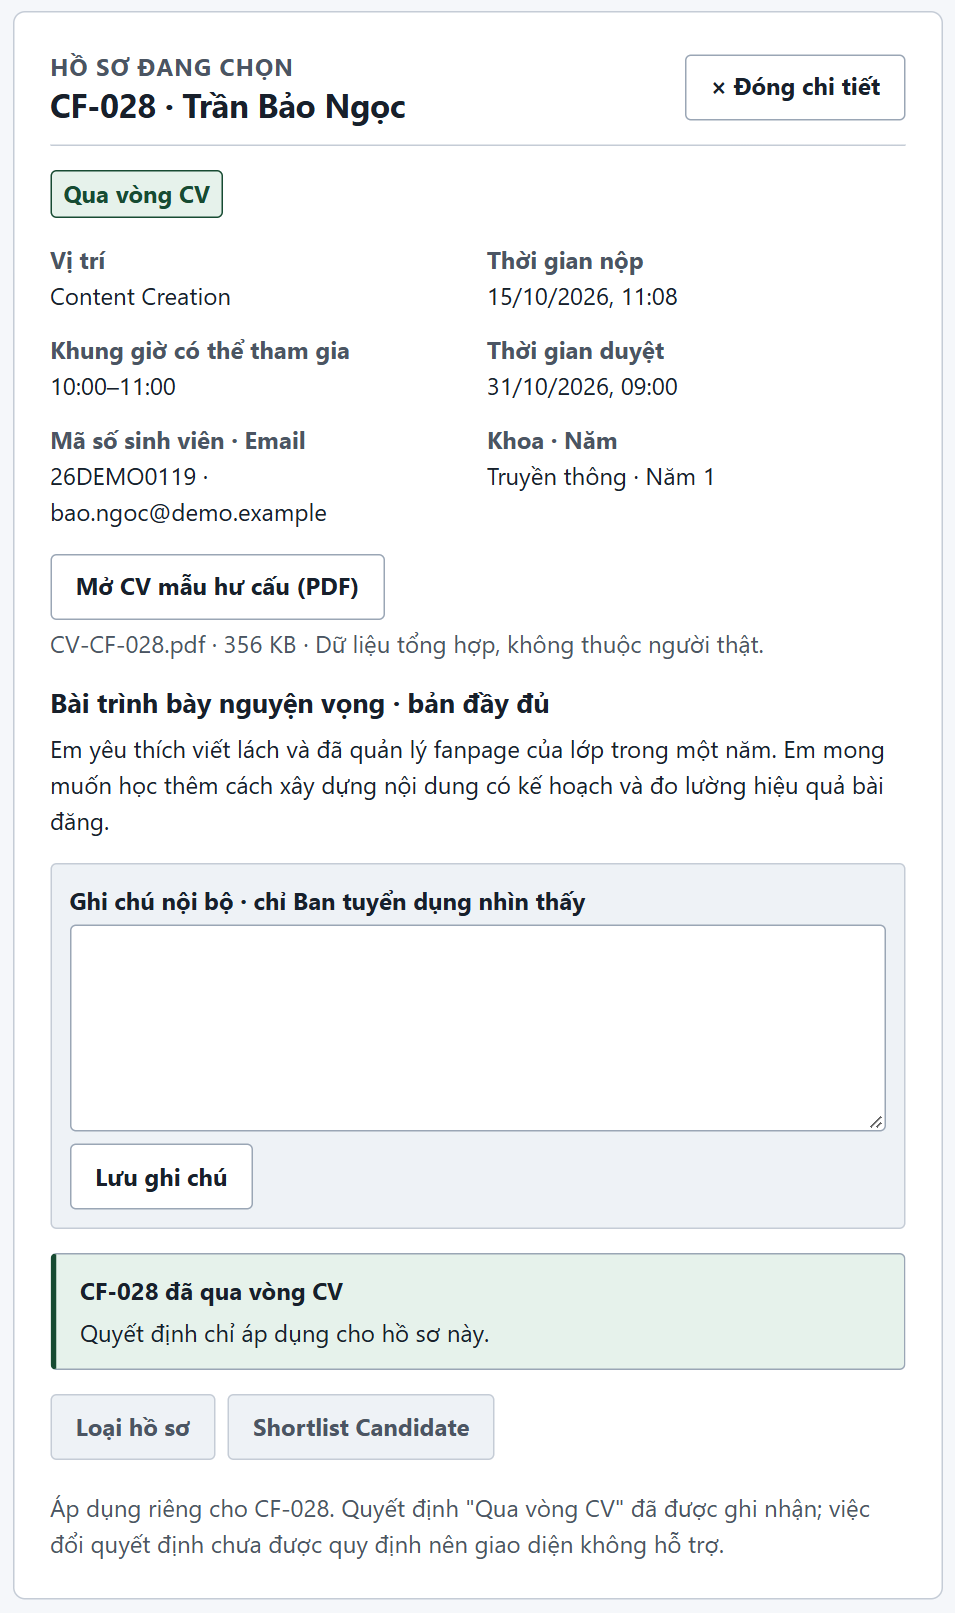 HỒ SƠ ĐANG CHỌN
CF-028 · Trần Bảo Ngọc
× Đóng chi tiết
Qua vòng CV
Vị trí
Content Creation
Thời gian nộp
15/10/2026, 11:08
Khung giờ có thể tham gia
10:00–11:00
Thời gian duyệt
31/10/2026, 09:00
Mã số sinh viên · Email
26DEMO0119 ·
bao.ngoc@demo.example
Khoa · Năm
Truyền thông · Năm 1
Mở CV mẫu hư cấu (PDF)
CV-CF-028.pdf · 356 KB · Dữ liệu tổng hợp, không thuộc người thật.
Bài trình bày nguyện vọng · bản đầy đủ
Em yêu thích viết lách và đã quản lý fanpage của lớp trong một năm. Em mong
muốn học thêm cách xây dựng nội dung có kế hoạch và đo lường hiệu quả bài
đăng.
Ghi chú nội bộ · chỉ Ban tuyển dụng nhìn thấy
Lưu ghi chú
CF-028 đã qua vòng CV
Quyết định chỉ áp dụng cho hồ sơ này.
Loại hồ sơ
Shortlist Candidate
Áp dụng riêng cho CF-028. Quyết định "Qua vòng CV" đã được ghi nhận; việc
đổi quyết định chưa được quy định nên giao diện không hỗ trợ.